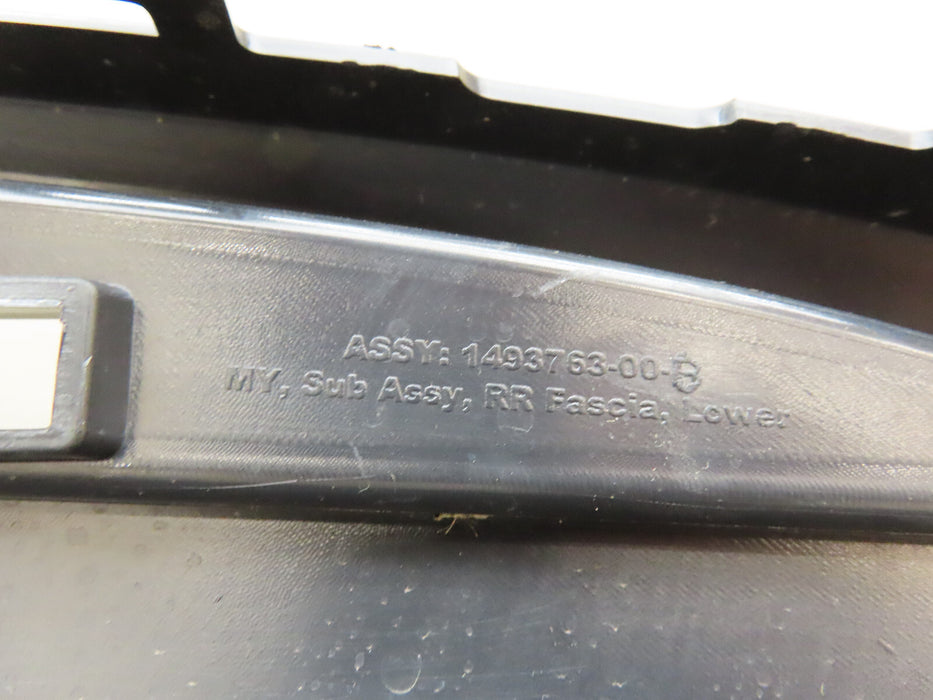 ASSY: 1493763-00-B
MY, Sub Assy, RR Fascia, Lower